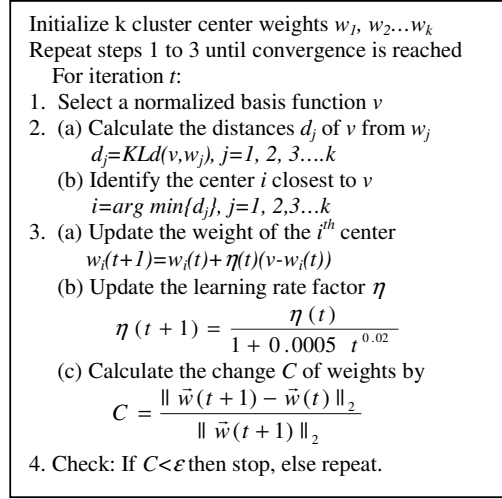 Initialize k cluster center weights w₁, w₂...wₖ
Repeat steps 1 to 3 until convergence is reached
For iteration t:
1. Select a normalized basis function v
2. (a) Calculate the distances dⱼ of v from wⱼ
dⱼ=KLd(v,wⱼ), j=1, 2, 3....k
(b) Identify the center i closest to v
i=arg min{dⱼ}, j=1, 2,3...k
3. (a) Update the weight of the iᵗʰ center
wᵢ(t+1)=wᵢ(t)+η(t)(v-wᵢ(t))
(b) Update the learning rate factor η
η (t + 1) = η (t) / (1 + 0.0005 t^0.02)
(c) Calculate the change C of weights by
C = ‖ w⃗(t + 1) − w⃗(t) ‖₂ / ‖ w⃗(t + 1) ‖₂
4. Check: If C<ε then stop, else repeat.